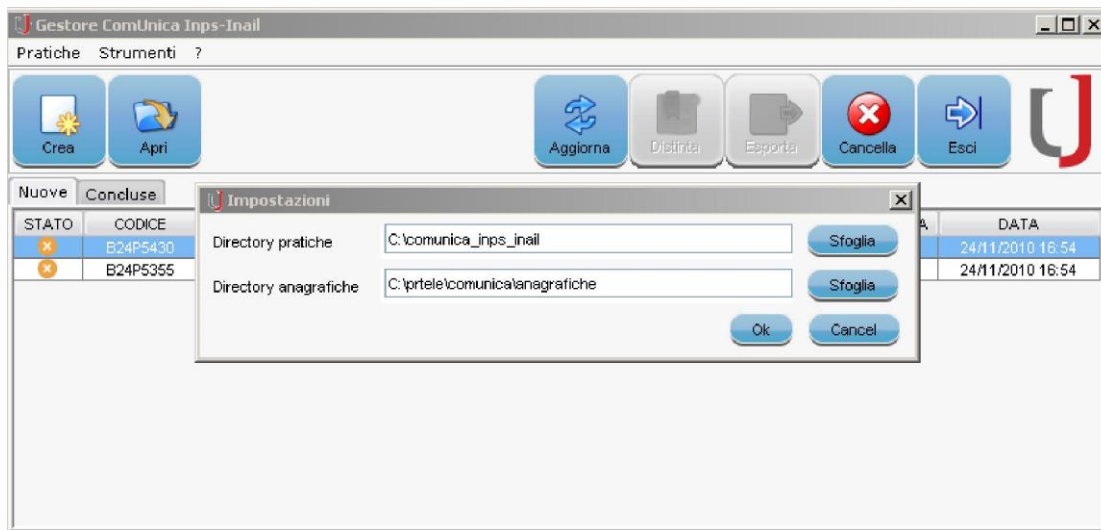 Gestore ComUnica Inps-Inail
Pratiche Strumenti ?
Crea Apri Aggiorna Distinta Esporta Cancella Esci
Nuove Concluse
Impostazioni
STATO CODICE A DATA
Directory pratiche C:\comunica_inps_inail Sfoglia
B24P5430 24/11/2010 16:54
B24P5355 24/11/2010 16:54
Directory anagrafiche C:\prtele\comunica\anagrafiche Sfoglia
Ok Cancel